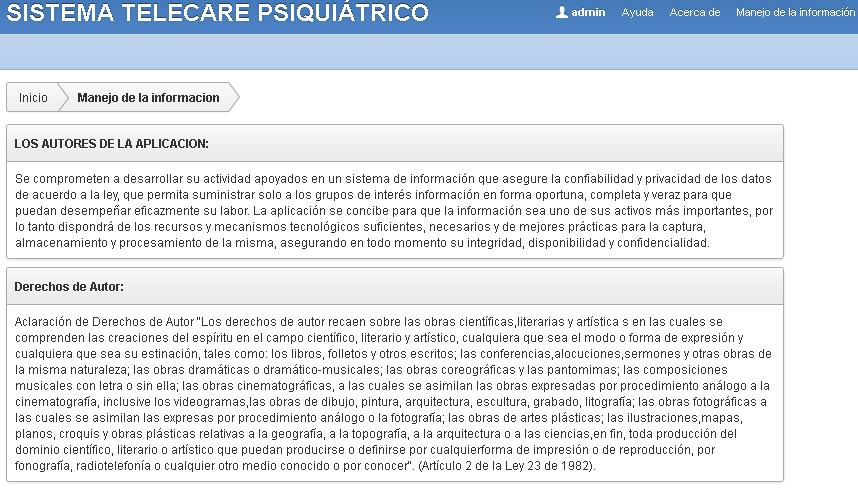 SISTEMA TELECARE PSIQUIÁTRICO
admin Ayuda Acerca de Manejo de la información
Inicio Manejo de la informacion
LOS AUTORES DE LA APLICACION:
Se comprometen a desarrollar su actividad apoyados en un sistema de información que asegure la confiabilidad y privacidad de los datos
de acuerdo a la ley, que permita suministrar solo a los grupos de interés información en forma oportuna, completa y veraz para que
puedan desempeñar eficazmente su labor. La aplicación se concibe para que la información sea uno de sus activos más importantes, por
lo tanto dispondrá de los recursos y mecanismos tecnológicos suficientes, necesarios y de mejores prácticas para la captura,
almacenamiento y procesamiento de la misma, asegurando en todo momento su integridad, disponibilidad y confidencialidad.
Derechos de Autor:
Aclaración de Derechos de Autor "Los derechos de autor recaen sobre las obras científicas,literarias y artística s en las cuales se
comprenden las creaciones del espíritu en el campo científico, literario y artístico, cualquiera que sea el modo o forma de expresión y
cualquiera que sea su estinación, tales como: los libros, folletos y otros escritos; las conferencias,alocuciones,sermones y otras obras de
la misma naturaleza; las obras dramáticas o dramático-musicales; las obras coreográficas y las pantomimas; las composiciones
musicales con letra o sin ella; las obras cinematográficas, a las cuales se asimilan las obras expresadas por procedimiento análogo a la
cinematografía, inclusive los videogramas,las obras de dibujo, pintura, arquitectura, escultura, grabado, litografía; las obras fotográficas a
las cuales se asimilan las expresas por procedimiento análogo o la fotografía; las obras de artes plásticas; las ilustraciones,mapas,
planos, croquis y obras plásticas relativas a la geografía, a la topografía, a la arquitectura o a las ciencias,en fin, toda producción del
dominio científico, literario o artístico que puedan producirse o definirse por cualquierforma de impresión o de reproducción, por
fonografía, radiotelefonía o cualquier otro medio conocido o por conocer". (Artículo 2 de la Ley 23 de 1982).